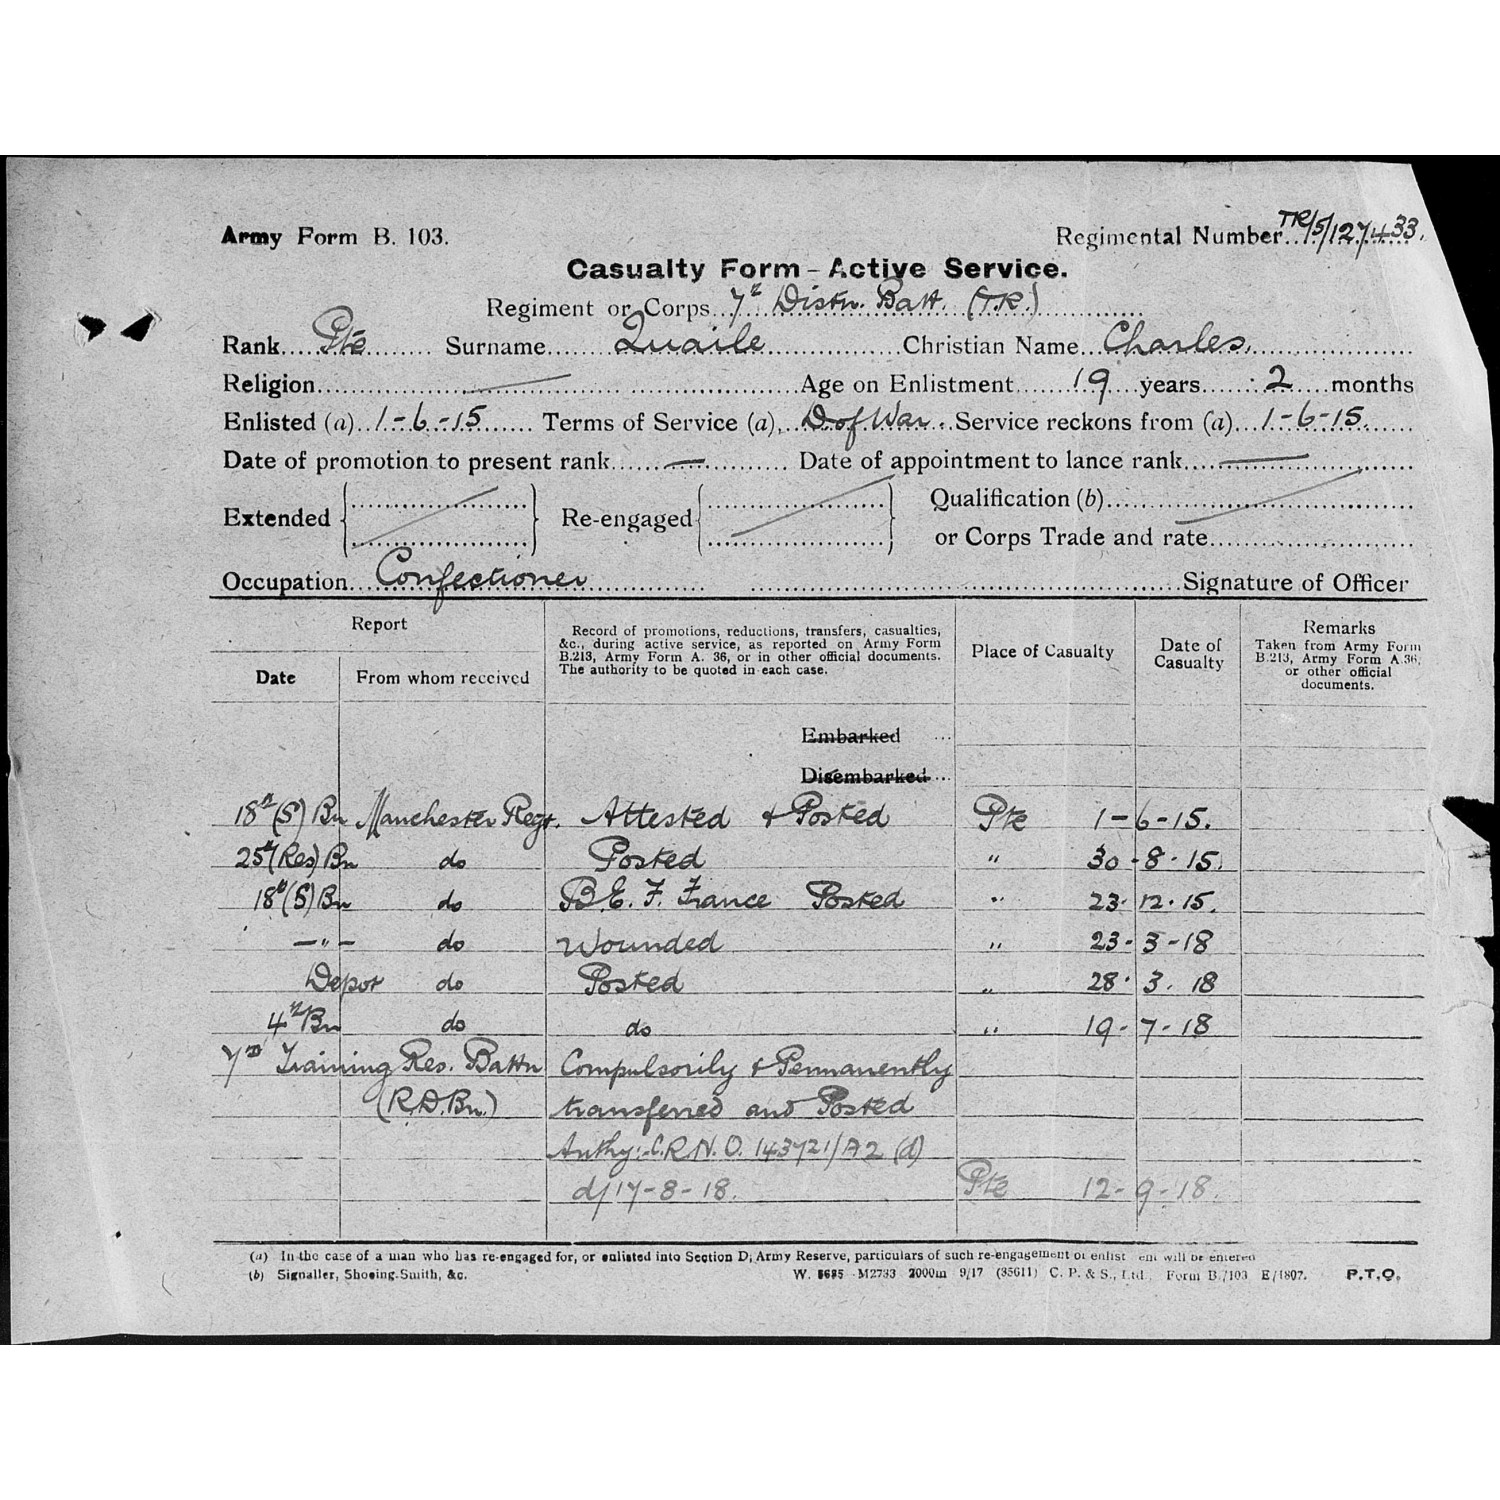 Army Form B. 103.
Regimental Number TR/5/127433.
Casualty Form – Active Service.
Regiment or Corps 7th Distn. Batt. (T.R.)
Rank Pte Surname Quaile Christian Name Charles.
Religion Age on Enlistment 19 years 2 months
Enlisted (a) 1-6-15 Terms of Service (a) D of War. Service reckons from (a) 1-6-15.
Date of promotion to present rank — Date of appointment to lance rank —
Extended Re-engaged Qualification (b)
or Corps Trade and rate
Occupation Confectioner Signature of Officer
Report
Date
From whom received
Record of promotions, reductions, transfers, casualties,
&c., during active service, as reported on Army Form
B.213, Army Form A. 36, or in other official documents.
The authority to be quoted in each case.
Place of Casualty
Date of
Casualty
Remarks
Taken from Army Form
B.213, Army Form A.36,
or other official
documents.
Embarked
Disembarked
18th (S) Bn Manchester Regt. Attested & Posted Pte 1-6-15.
25th (Res) Bn do Posted " 30-8-15.
18th (S) Bn do B.E.F. France Posted " 23-12-15.
—"— do Wounded " 23-3-18
Depot do Posted " 28.3.18
4th Bn do do " 19-7-18
7th Training Res. Battn Compulsorily & Permanently
(R.D.Bn.) transferred and Posted
Authy:- C.R.N.O. 143721/A2 (d)
d/17-8-18. Pte 12-9-18.
(a) In the case of a man who has re-engaged for, or enlisted into Section D, Army Reserve, particulars of such re-engagement or enlist ent will be entered
(b) Signaller, Shoeing-Smith, &c.
W. 5685—M2733 2000m 9/17 (35611) C. P. & S., Ltd. Form B./103 E/1807. P.T.O.